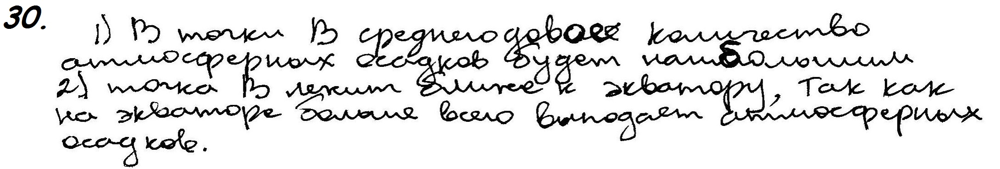 30.
1) В точки В среднегодовое количество
атмосферных осадков будет наибольшим
2) точка В лежит ближе к экватору, Так как
на экваторе больше всего выподает атмосферных
осадков.